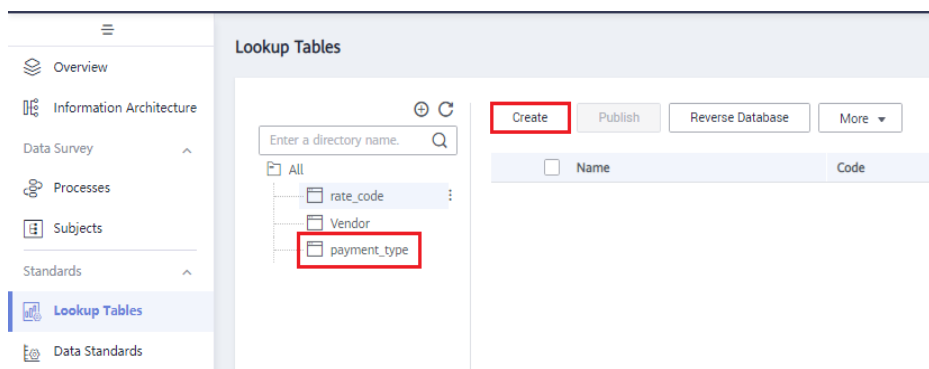 Lookup Tables
Overview
Information Architecture
Data Survey
Processes
Subjects
Standards
Lookup Tables
Data Standards
Enter a directory name.
All
rate_code
Vendor
payment_type
Create
Publish
Reverse Database
More
Name
Code